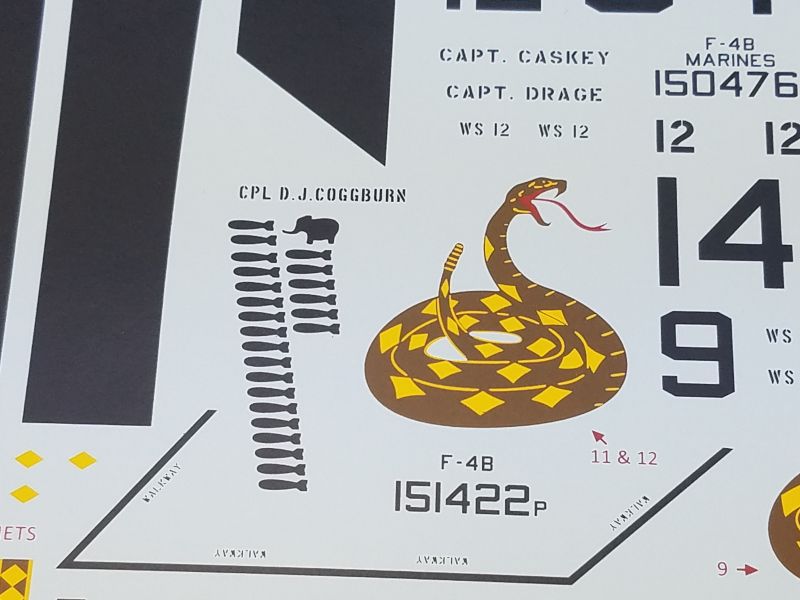 CAPT. CASKEY
CAPT. DRAGE
WS 12 WS 12
F-4B
MARINES
150476
12 12
14
CPL D.J.COGGBURN
9
WS
WS
11 & 12
F-4B
151422P
WALKWAY
WALKWAY
WALKWAY
WALKWAY
9